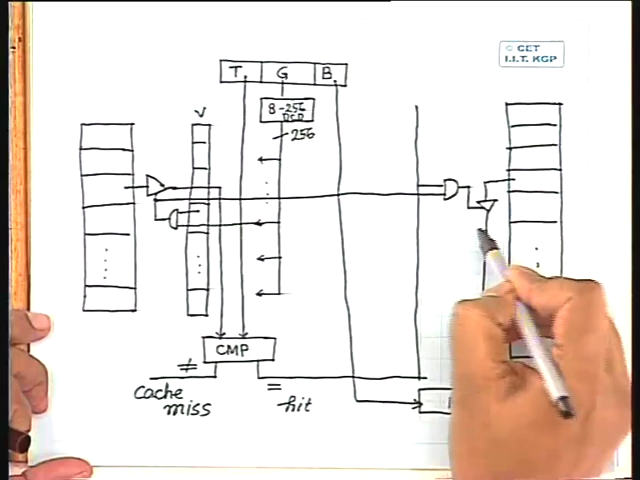 © CET
I.I.T. KGP
T. G B.
8-256
DCD
V
256
CMP
≠
=
Cache
miss
hit